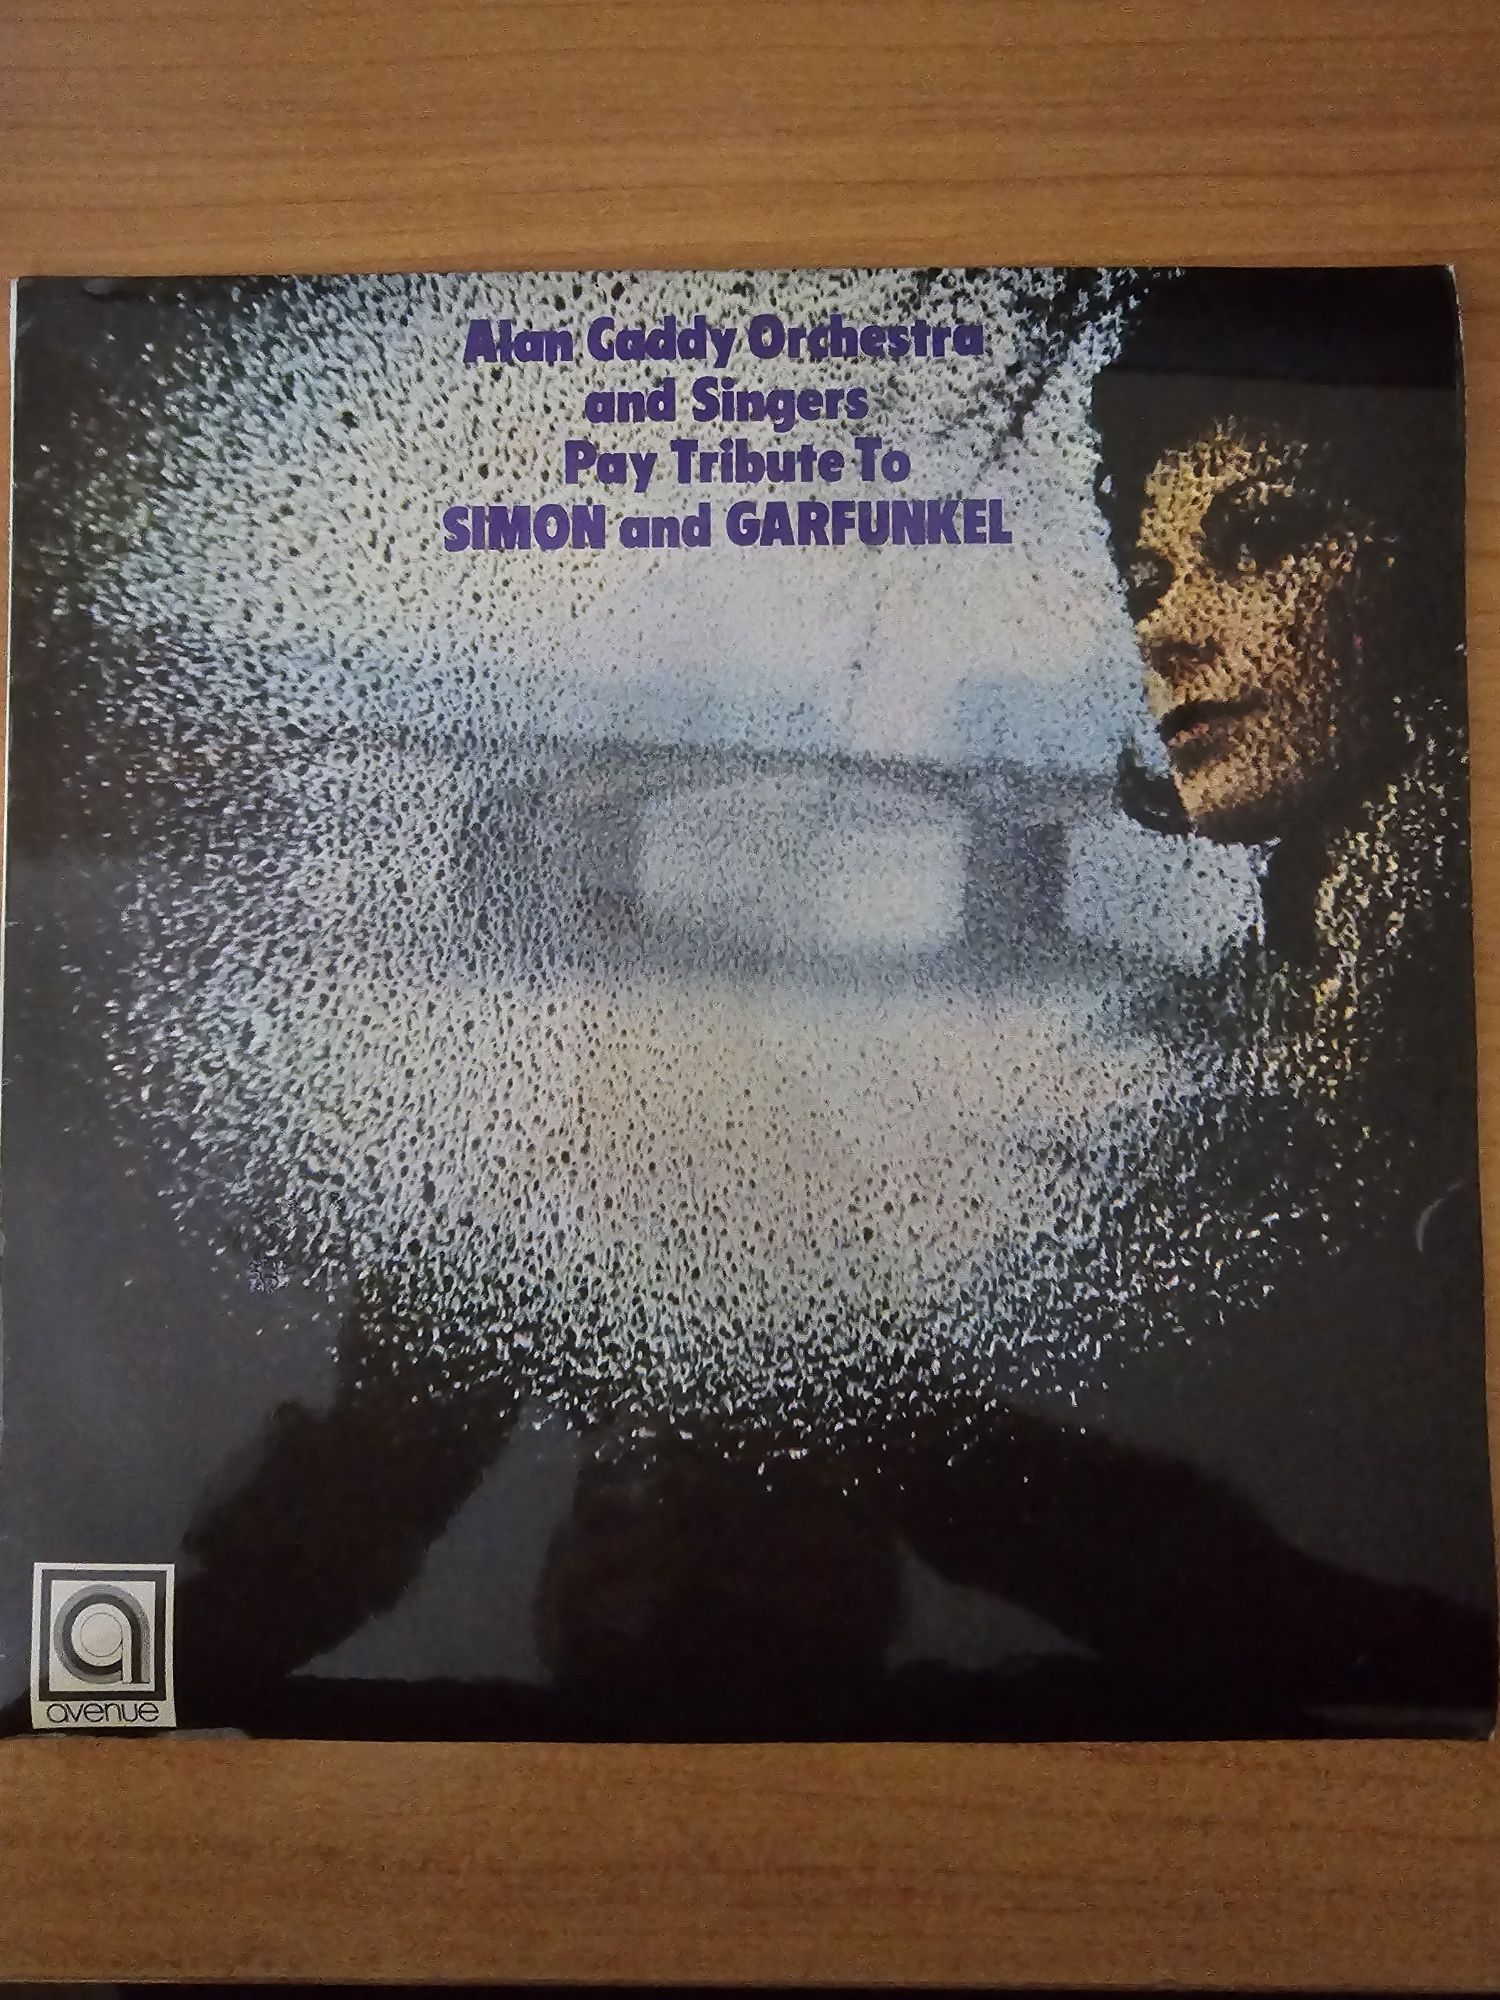 Alan Caddy Orchestra
and Singers
Pay Tribute To
SIMON and GARFUNKEL
a
avenue